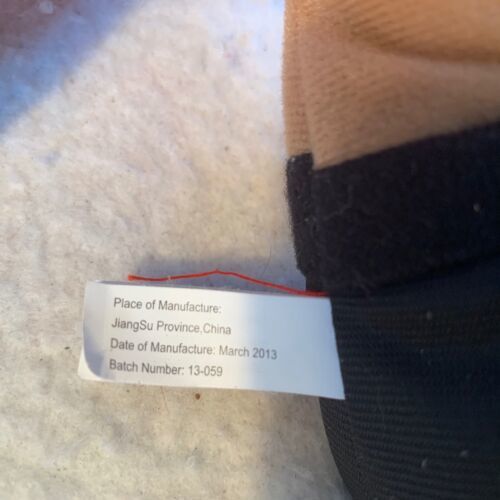 Place of Manufacture:
JiangSu Province,China
Date of Manufacture: March 2013
Batch Number: 13-059